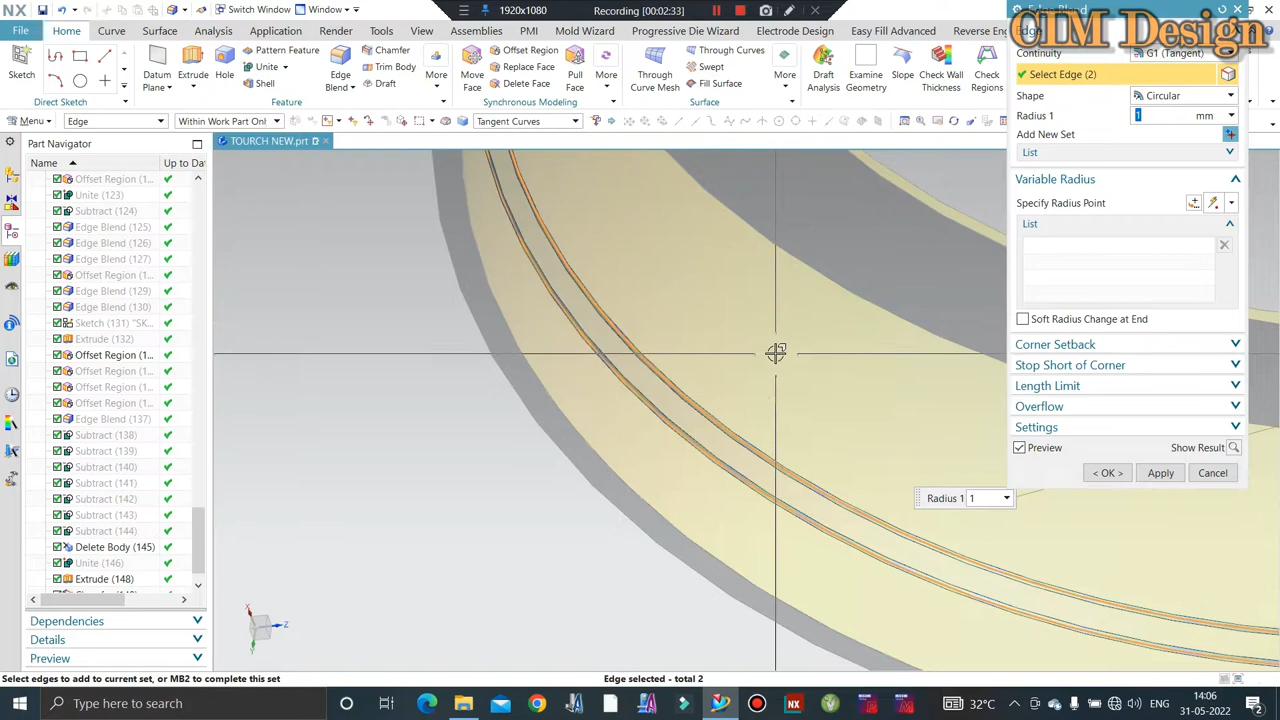 NX Switch Window Window 1920x1080 Recording [00:02:33] Edge Blend
CIM Design
File Home Curve Surface Analysis View Render Tools Assemblies PMI Mold Wizard Progressive Die Wizard Electrode Design Easy Fill Advanced Reverse
Sketch
Direct Sketch
Datum Plane
Extrude
Hole
Pattern Feature
Unite
Subtract
Edge Blend
Chamfer
Trim Body
Draft
More
Feature
Move Face
Offset Region
Replace Face
Delete Face
Pull Face
More
Synchronous Modeling
Through Curve Mesh
Through Curves
Swept
Fill Surface
More
Surface
Draft Analysis
Examine Geometry
Slope
Check Wall Thickness
Check Regions
Menu Edge Within Work Part Only Tangent Curves
Part Navigator
TOURCH NEW.prt
Name Up to Da
Offset Region (1...
Unite (123)
Subtract (124)
Edge Blend (125)
Edge Blend (126)
Edge Blend (127)
Offset Region (1...
Edge Blend (129)
Edge Blend (130)
Sketch (131) "SK...
Extrude (132)
Offset Region (1...
Offset Region (1...
Offset Region (1...
Offset Region (1...
Edge Blend (137)
Subtract (138)
Subtract (139)
Subtract (140)
Subtract (141)
Subtract (142)
Subtract (143)
Subtract (144)
Delete Body (145)
Unite (146)
Extrude (148)
Dependencies
Details
Preview
X
Z
Y
Edge
Continuity G1 (Tangent)
Select Edge (2)
Shape Circular
Radius 1 1 mm
Add New Set
List
Variable Radius
Specify Radius Point
List
Soft Radius Change at End
Corner Setback
Stop Short of Corner
Length Limit
Overflow
Settings
Preview Show Result
< OK > Apply Cancel
Radius 1 1
Select edges to add to current set, or MB2 to complete this set Edge selected - total 2
Type here to search
NX
32°C
ENG
14:06
31-05-2022
2